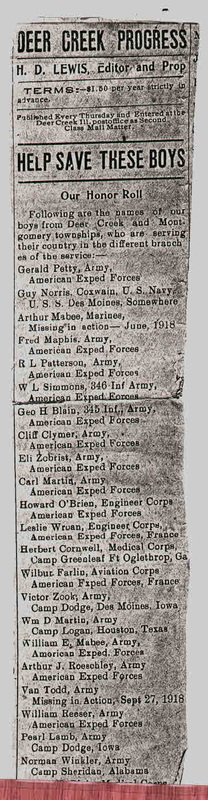 DEER CREEK PROGRESS
H. D. LEWIS, Editor and Prop
TERMS:—$1.50 per year strictly in
advance.
Published Every Thursday and Entered at the
Deer Creek Ill. postoffice as Second
Class Mail Matter.
HELP SAVE THESE BOYS
Our Honor Roll
Following are the names of our
boys from Deer Creek and Mont-
gomery townships, who are serving
their country in the different branch
es of the service:—
Gerald Petty, Army,
American Exped Forces
Guy Norris, Coxwain, U. S. Navy,
U. S. S. Des Moines, Somewhere
Arthur Mabee, Marines,
Missing in action— June, 1918
Fred Maphis, Army,
American Exped Forces
R L Patterson, Army,
American Exped Forces
W L Simmons, 346 Inf Army,
American Exped Forces
Geo H Blain, 345 Inf., Army,
American Exped Forces
Cliff Clymer, Army,
American Exped Forces
Eli Zobrist, Army,
American Exped Forces
Carl Martin, Army,
American Exped Forces
Howard O'Brien, Engineer Corps
American Exped Forces
Leslie Wruan, Engineer Corps
American Exped Forces, France
Herbert Cornwell, Medical Corps,
Camp Greenleaf Ft Oglethrop, Ga
Wilbur Farlin, Aviation Corps
American Exped Forces, France
Victor Zook, Army,
Camp Dodge, Des Moines, Iowa
Wm D Martin, Army
Camp Logan, Houston, Texas
William E, Mabee, Army,
American Exped. Forces
Arthur J. Roeschley, Army
American Exped Forces
Van Todd, Army
Missing in Action, Sept 27, 1918
William Reeser, Army
American Exped Forces
Pearl Lamb, Army
Camp Dodge, Iowa
Norman Winkler, Army
Camp Sheridan, Alabama
Medical Corps